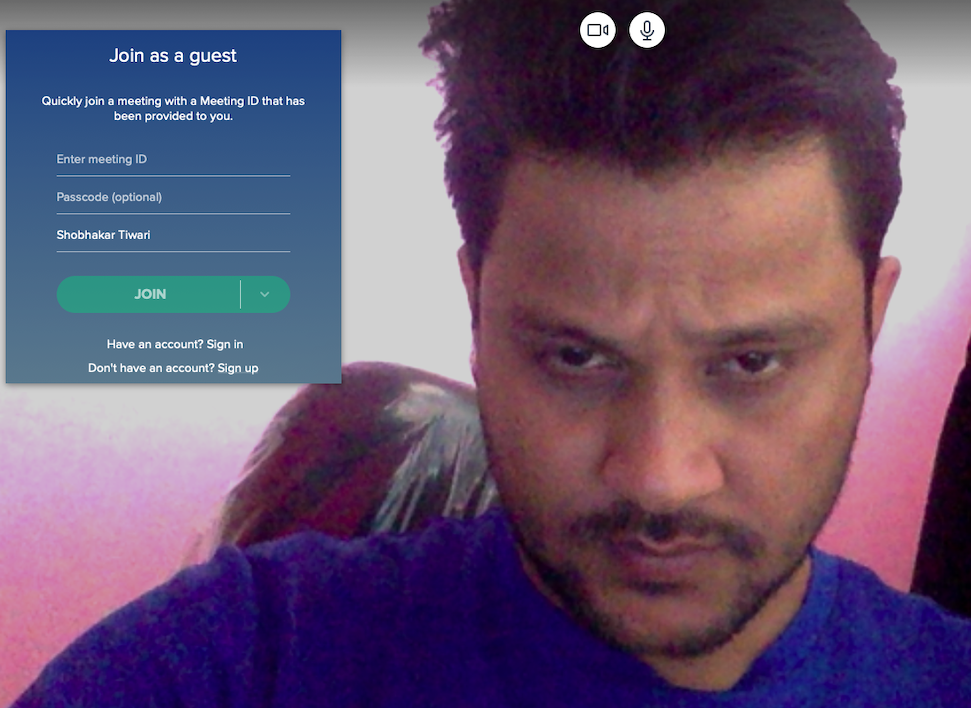 Join as a guest
Quickly join a meeting with a Meeting ID that has
been provided to you.
Enter meeting ID
Passcode (optional)
Shobhakar Tiwari
JOIN
Have an account? Sign in
Don't have an account? Sign up